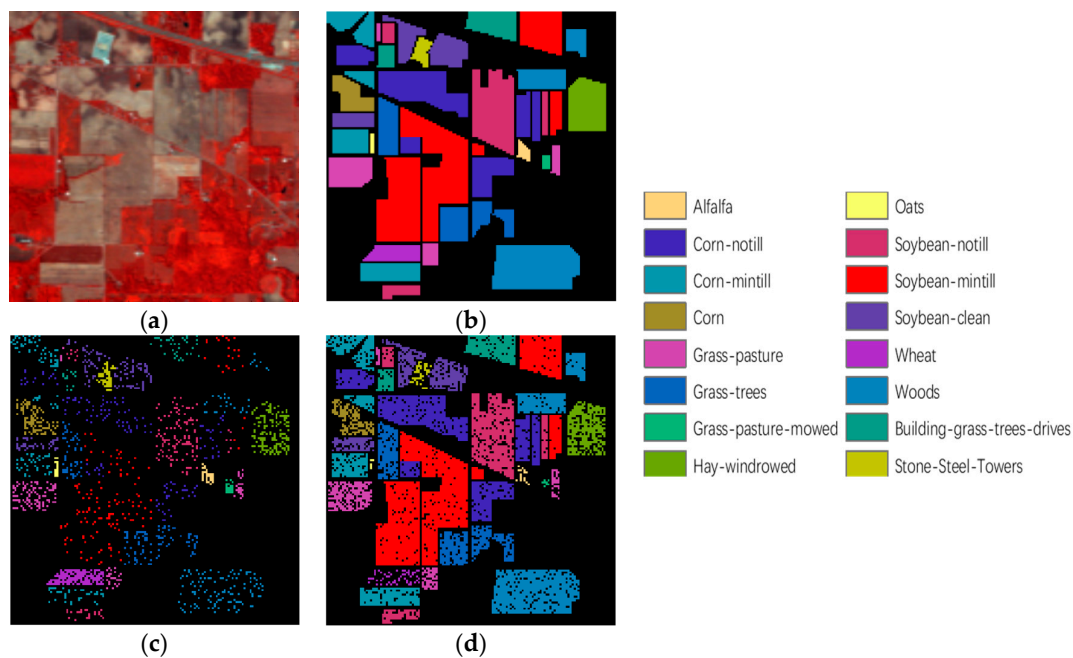 (a)
(b)
(c)
(d)
Alfalfa
Corn-notill
Corn-mintill
Corn
Grass-pasture
Grass-trees
Grass-pasture-mowed
Hay-windrowed
Oats
Soybean-notill
Soybean-mintill
Soybean-clean
Wheat
Woods
Building-grass-trees-drives
Stone-Steel-Towers